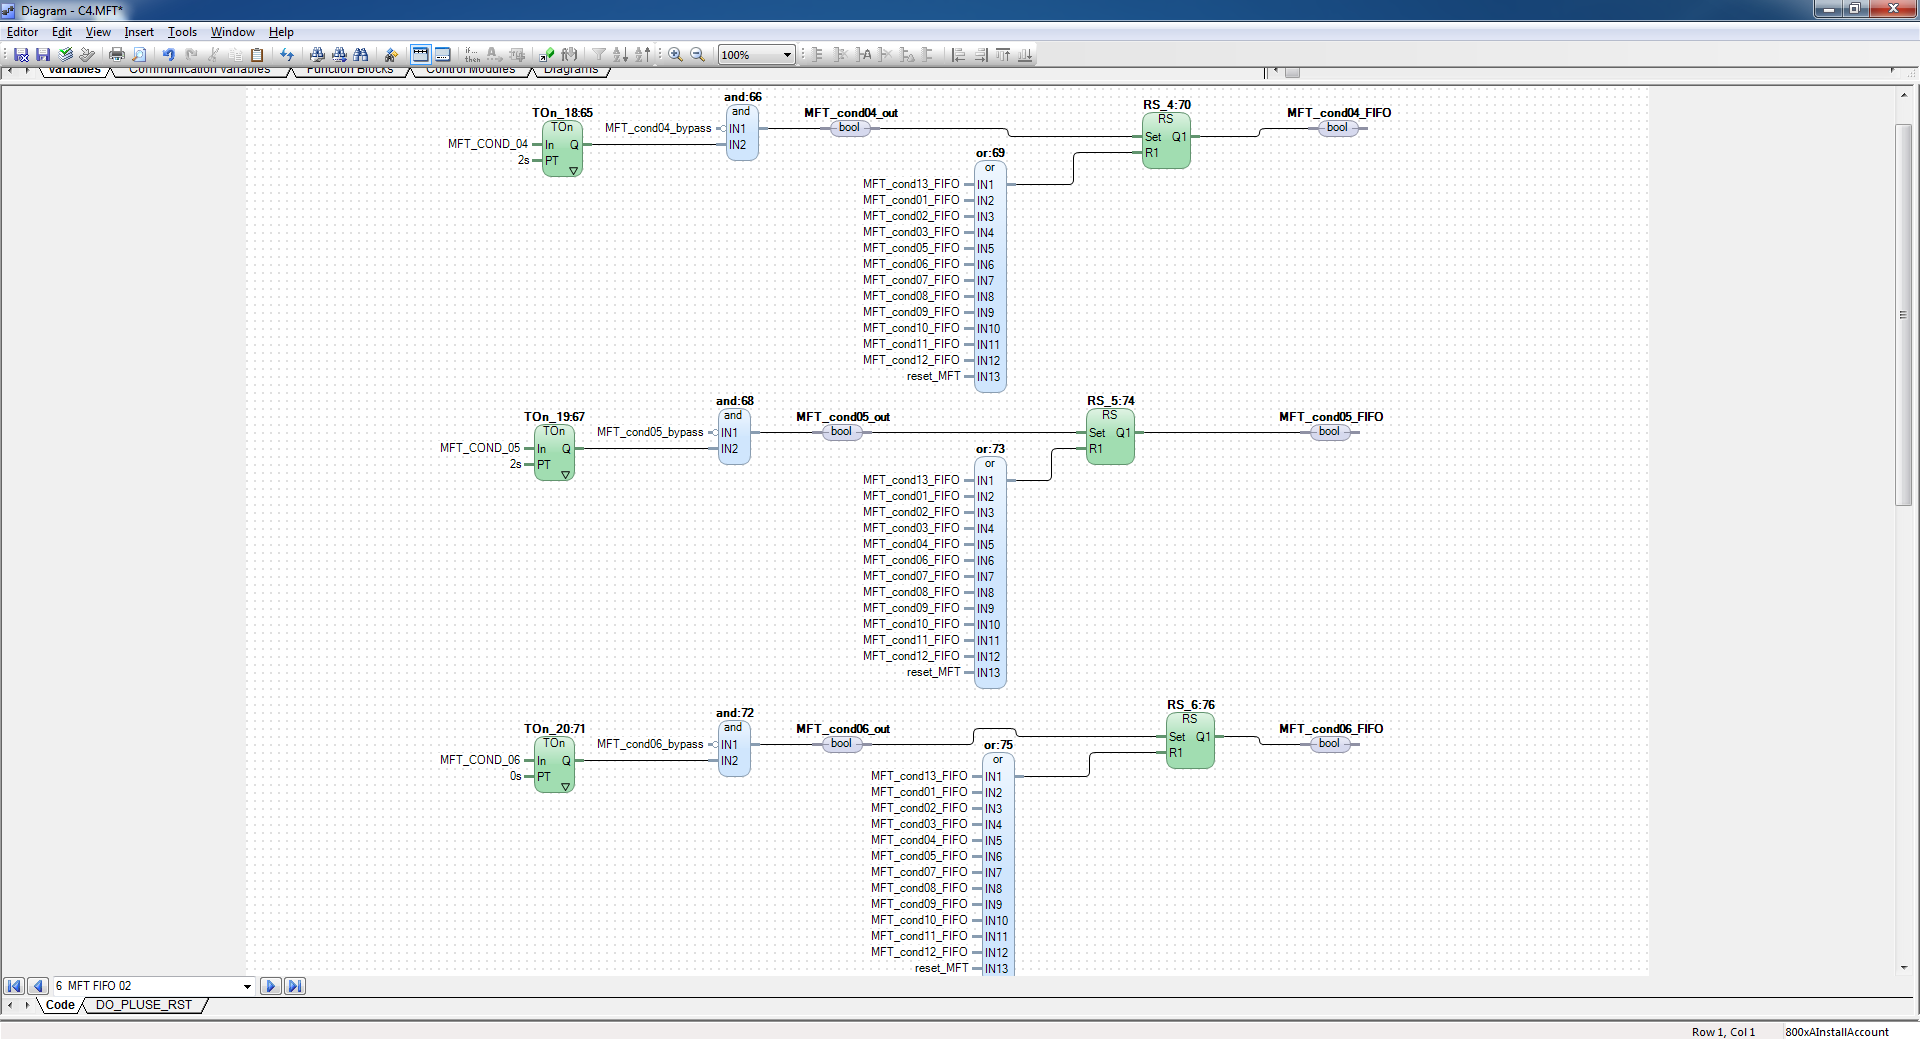 Diagram - C4.MFT*
Editor Edit View Insert Tools Window Help
if... then 100%
Variables Communication Variables Function Blocks Control Modules Diagrams
and:66 RS_4:70
TOn_18:65 and MFT_cond04_out RS MFT_cond04_FIFO
TOn MFT_cond04_bypass IN1 bool bool
MFT_COND_04 In Q IN2 Set Q1
2s PT R1
or:69
or
MFT_cond13_FIFO IN1
MFT_cond01_FIFO IN2
MFT_cond02_FIFO IN3
MFT_cond03_FIFO IN4
MFT_cond05_FIFO IN5
MFT_cond06_FIFO IN6
MFT_cond07_FIFO IN7
MFT_cond08_FIFO IN8
MFT_cond09_FIFO IN9
MFT_cond10_FIFO IN10
MFT_cond11_FIFO IN11
MFT_cond12_FIFO IN12
reset_MFT IN13
and:68 RS_5:74
TOn_19:67 and MFT_cond05_out RS MFT_cond05_FIFO
TOn MFT_cond05_bypass IN1 bool Set Q1 bool
MFT_COND_05 In Q IN2 R1
2s PT
or:73
or
MFT_cond13_FIFO IN1
MFT_cond01_FIFO IN2
MFT_cond02_FIFO IN3
MFT_cond03_FIFO IN4
MFT_cond04_FIFO IN5
MFT_cond06_FIFO IN6
MFT_cond07_FIFO IN7
MFT_cond08_FIFO IN8
MFT_cond09_FIFO IN9
MFT_cond10_FIFO IN10
MFT_cond11_FIFO IN11
MFT_cond12_FIFO IN12
reset_MFT IN13
and:72 RS_6:76
TOn_20:71 and MFT_cond06_out RS MFT_cond06_FIFO
TOn MFT_cond06_bypass IN1 bool Set Q1 bool
MFT_COND_06 In Q IN2 R1
0s PT
or:75
or
MFT_cond13_FIFO IN1
MFT_cond01_FIFO IN2
MFT_cond02_FIFO IN3
MFT_cond03_FIFO IN4
MFT_cond04_FIFO IN5
MFT_cond05_FIFO IN6
MFT_cond07_FIFO IN7
MFT_cond08_FIFO IN8
MFT_cond09_FIFO IN9
MFT_cond10_FIFO IN10
MFT_cond11_FIFO IN11
MFT_cond12_FIFO IN12
reset_MFT IN13
6 MFT FIFO 02
Code DO_PLUSE_RST
Row 1, Col 1 800xAInstallAccount